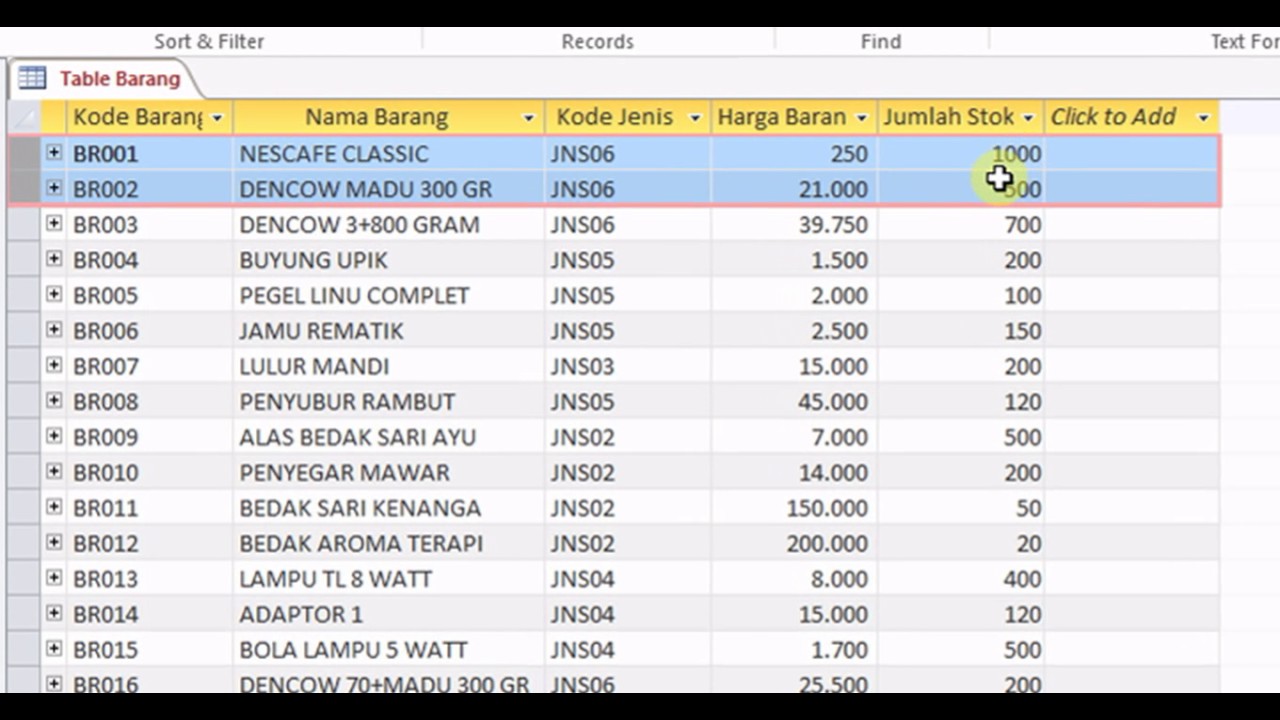 Sort & Filter Records Find Text For
Table Barang
Kode Barang Nama Barang Kode Jenis Harga Baran Jumlah Stok Click to Add
BR001 NESCAFE CLASSIC JNS06 250 1000
BR002 DENCOW MADU 300 GR JNS06 21.000 500
BR003 DENCOW 3+800 GRAM JNS06 39.750 700
BR004 BUYUNG UPIK JNS05 1.500 200
BR005 PEGEL LINU COMPLET JNS05 2.000 100
BR006 JAMU REMATIK JNS05 2.500 150
BR007 LULUR MANDI JNS03 15.000 200
BR008 PENYUBUR RAMBUT JNS05 45.000 120
BR009 ALAS BEDAK SARI AYU JNS02 7.000 500
BR010 PENYEGAR MAWAR JNS02 14.000 200
BR011 BEDAK SARI KENANGA JNS02 150.000 50
BR012 BEDAK AROMA TERAPI JNS02 200.000 20
BR013 LAMPU TL 8 WATT JNS04 8.000 400
BR014 ADAPTOR 1 JNS04 15.000 120
BR015 BOLA LAMPU 5 WATT JNS04 1.700 500
BR016 DENCOW 70+MADU 300 GR JNS06 25.500 200